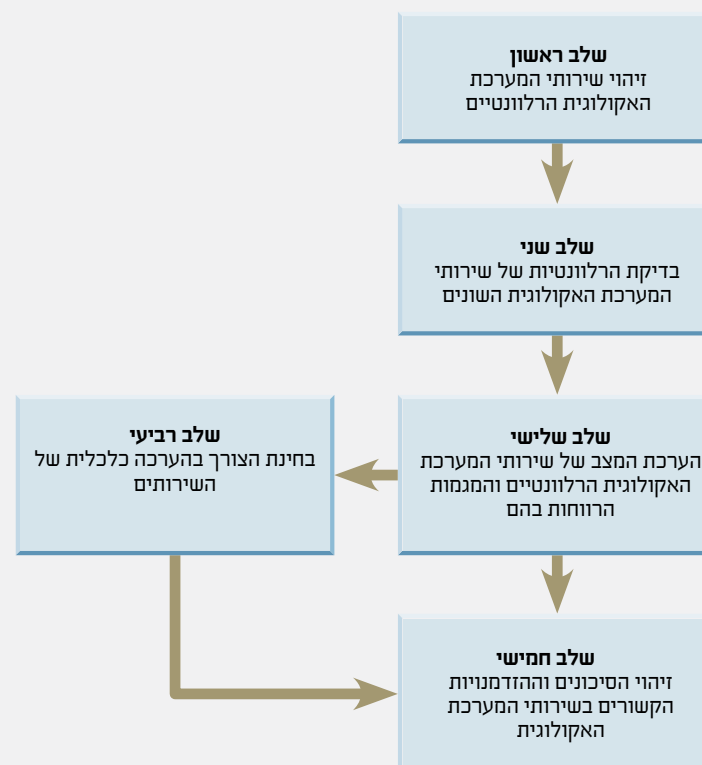 שלב ראשון
זיהוי שירותי המערכת
האקולוגית הרלוונטיים
שלב שני
בדיקת הרלוונטיות של שירותי
המערכת האקולוגית השונים
שלב שלישי
הערכת המצב של שירותי המערכת
האקולוגית הרלוונטיים והמגמות
הרווחות בהם
שלב רביעי
בחינת הצורך בהערכה כלכלית של
השירותים
שלב חמישי
זיהוי הסיכונים וההזדמנויות
הקשורים בשירותי המערכת
האקולוגית